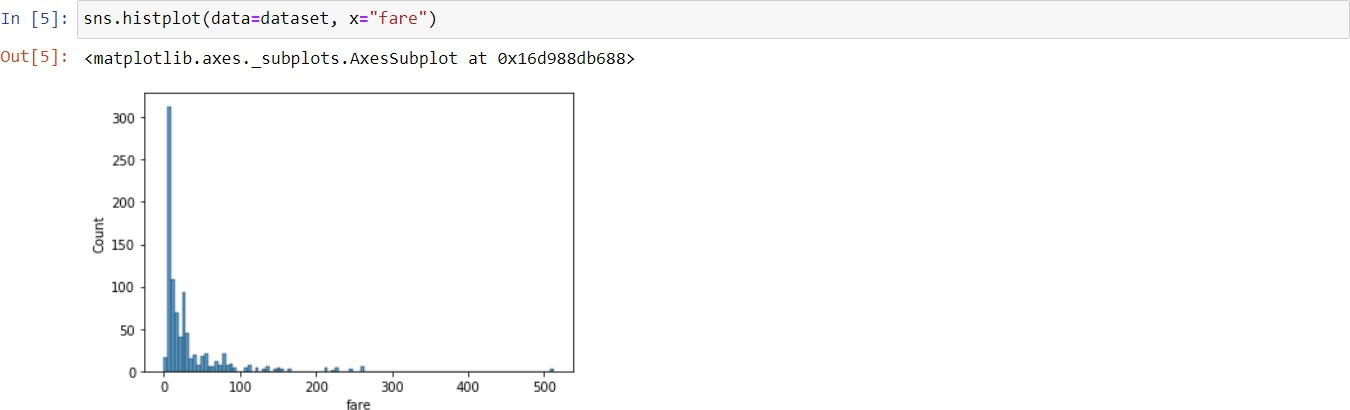 In [5]: sns.histplot(data=dataset, x="fare")
Out[5]: <matplotlib.axes._subplots.AxesSubplot at 0x16d988db688>
300
250
200
150
100
50
0
Count
0 100 200 300 400 500
fare